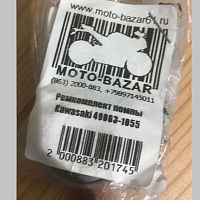 www.moto-bazar61.ru
MOTO-BAZAR
(863) 2000-883, +79897145011
Ремкомплект помпы
Kawasaki 49063-1055
2 000883 201745